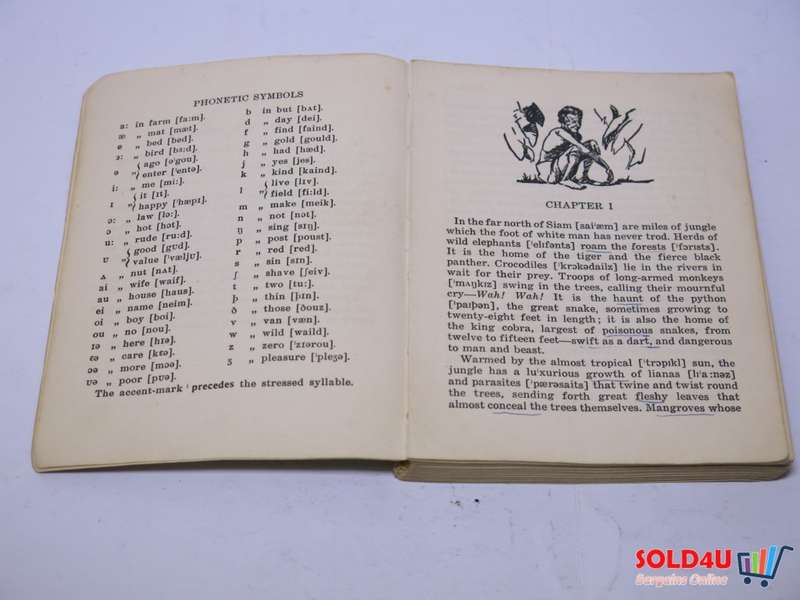 PHONETIC SYMBOLS
ɑ: in farm [fɑ:m].
æ „ mat [mæt].
e „ bed [bed].
ɜ: „ bird [bɜ:d].
ə „ { ago [ə'gou].
enter ['entə].
i: „ me [mi:].
ɪ „ { it [ɪt].
happy ['hæpɪ].
ɔ: „ law [lɔ:].
ɔ „ hot [hɔt].
u: „ rude [ru:d].
ʊ „ { good [gʊd].
value ['væljʊ].
ʌ „ nut [nʌt].
ai „ wife [waif].
au „ house [haus].
ei „ name [neim].
oi „ boy [boi].
ou „ no [nou].
ɪə „ here [hɪə].
ɛə „ care [kɛə].
ɔə „ more [mɔə].
ʊə „ poor [pʊə].
b in but [bʌt].
d „ day [dei].
f „ find [faind].
g „ gold [gould].
h „ had [hæd].
j „ yes [jes].
k „ kind [kaind].
l „ { live [lɪv].
field [fi:ld].
m „ make [meik].
n „ not [nɔt].
ŋ „ sing [sɪŋ].
p „ post [poust].
r „ red [red].
s „ sin [sɪn].
ʃ „ shave [ʃeiv].
t „ two [tu:].
þ „ thin [þɪn].
ð „ those [ðouz].
v „ van [væn].
w „ wild [waild].
z „ zero ['zɪərou].
ʒ „ pleasure ['pleʒə].
The accent-mark ' precedes the stressed syllable.
CHAPTER I
In the far north of Siam [sai'æm] are miles of jungle
which the foot of white man has never trod. Herds of
wild elephants ['elɪfənts] roam the forests ['fɔrɪsts].
It is the home of the tiger and the fierce black
panther. Crocodiles ['krɔkədailz] lie in the rivers in
wait for their prey. Troops of long-armed monkeys
['mʌŋkɪz] swing in the trees, calling their mournful
cry—Wah! Wah! It is the haunt of the python
['paɪþən], the great snake, sometimes growing to
twenty-eight feet in length; it is also the home of
the king cobra, largest of poisonous snakes, from
twelve to fifteen feet—swift as a dart, and dangerous
to man and beast.
Warmed by the almost tropical ['trɔpɪkl] sun, the
jungle has a luxurious growth of lianas [lɪ'ɑ:nəz]
and parasites ['pærəsaits] that twine and twist round
the trees, sending forth great fleshy leaves that
almost conceal the trees themselves. Mangroves whose
SOLD4U
Bargains Online